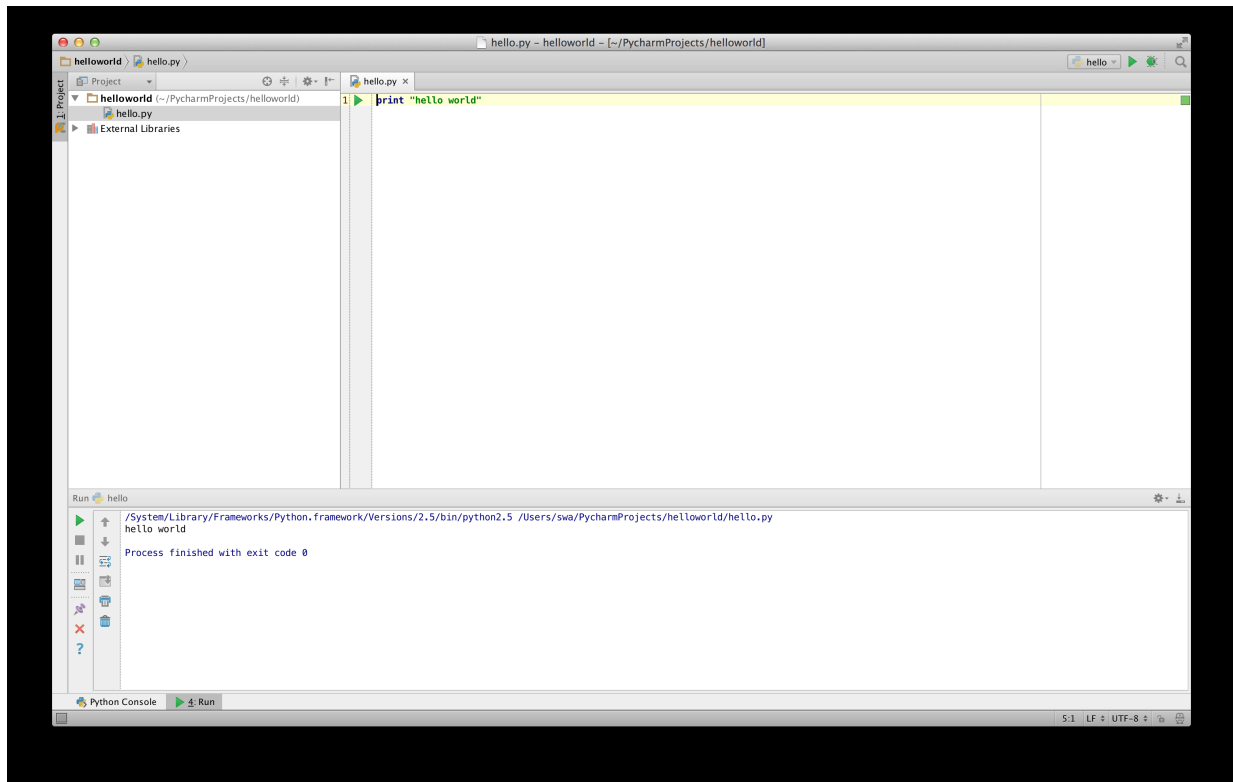 hello.py – helloworld – [~/PycharmProjects/helloworld]
helloworld hello.py
hello
1: Project
Project
hello.py
helloworld (~/PycharmProjects/helloworld)
hello.py
External Libraries
1 print "hello world"
Run hello
/System/Library/Frameworks/Python.framework/Versions/2.5/bin/python2.5 /Users/swa/PycharmProjects/helloworld/hello.py
hello world
Process finished with exit code 0
?
Python Console 4: Run
5:1 LF UTF-8